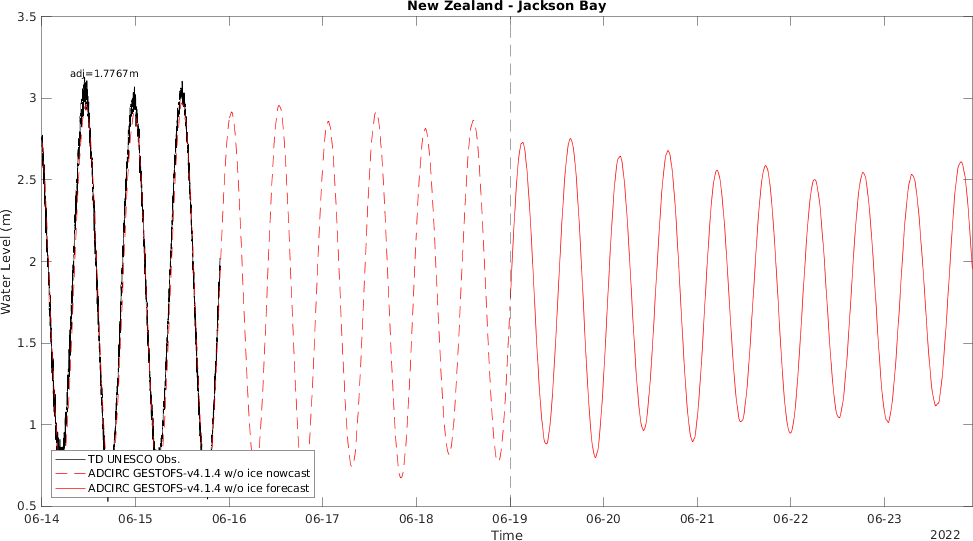 New Zealand - Jackson Bay
3.5
adj=1.7767m
3
2.5
2
1.5
1
0.5
Water Level (m)
TD UNESCO Obs.
ADCIRC GESTOFS-v4.1.4 w/o ice nowcast
ADCIRC GESTOFS-v4.1.4 w/o ice forecast
06-14 06-15 06-16 06-17 06-18 06-19 06-20 06-21 06-22 06-23
Time
2022